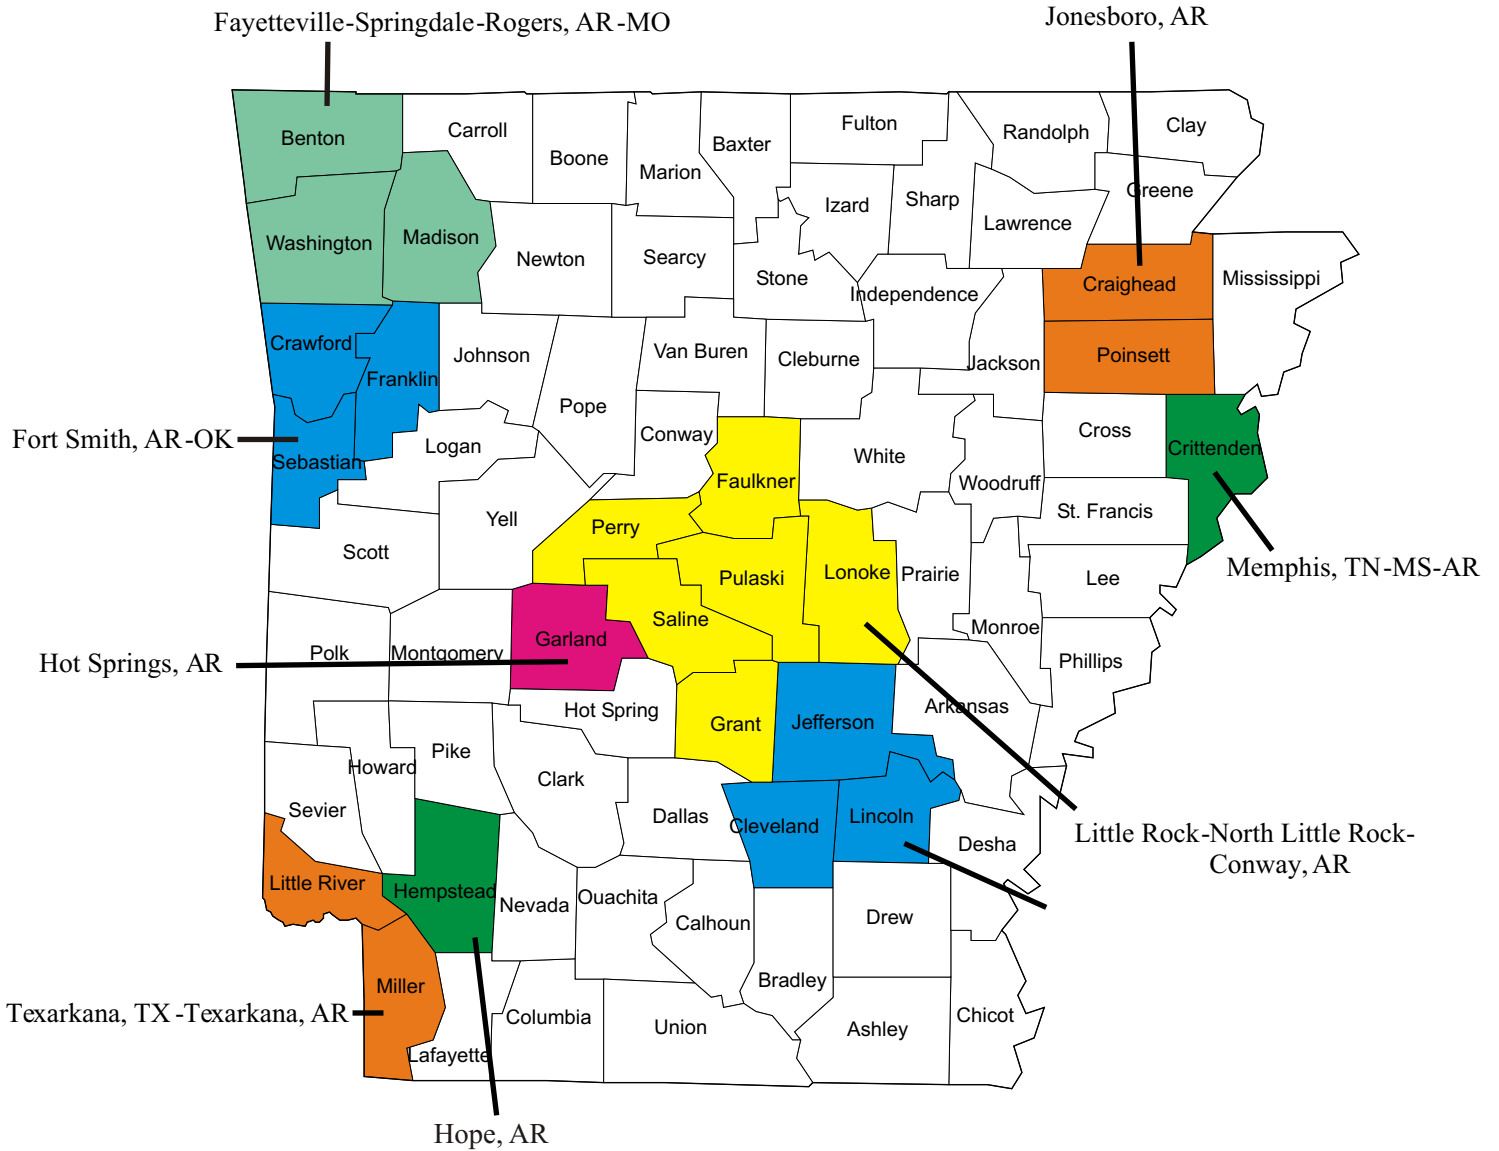 Fayetteville-Springdale-Rogers, AR-MO
Jonesboro, AR
Benton
Carroll
Boone
Marion
Baxter
Fulton
Randolph
Clay
Greene
Izard
Sharp
Lawrence
Washington
Madison
Newton
Searcy
Stone
Independence
Craighead
Mississippi
Crawford
Franklin
Johnson
Van Buren
Cleburne
Jackson
Poinsett
Pope
Conway
Cross
Crittenden
Fort Smith, AR-OK
Sebastian
Logan
White
Faulkner
Woodruff
Yell
Perry
St. Francis
Scott
Pulaski
Lonoke
Prairie
Lee
Memphis, TN-MS-AR
Saline
Garland
Monroe
Hot Springs, AR
Polk
Montgomery
Phillips
Hot Spring
Grant
Jefferson
Arkansas
Pike
Howard
Clark
Sevier
Dallas
Cleveland
Lincoln
Desha
Little Rock-North Little Rock-
Conway, AR
Little River
Hempstead
Nevada
Ouachita
Calhoun
Drew
Miller
Bradley
Texarkana, TX-Texarkana, AR
Columbia
Union
Ashley
Chicot
Lafayette
Hope, AR